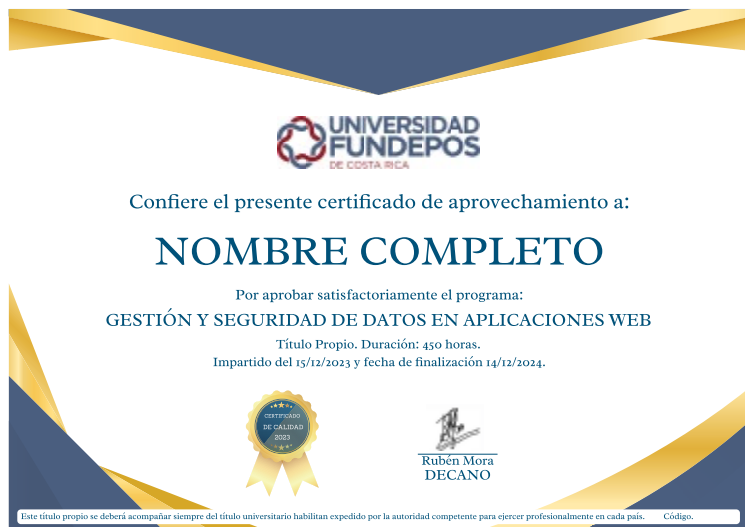 UNIVERSIDAD
FUNDEPOS
DE COSTA RICA
Confiere el presente certificado de aprovechamiento a:
NOMBRE COMPLETO
Por aprobar satisfactoriamente el programa:
GESTIÓN Y SEGURIDAD DE DATOS EN APLICACIONES WEB
Título Propio. Duración: 450 horas.
Impartido del 15/12/2023 y fecha de finalización 14/12/2024.
CERTIFICADO
DE CALIDAD
2023
Rubén Mora
DECANO
Este título propio se deberá acompañar siempre del título universitario habilitan expedido por la autoridad competente para ejercer profesionalmente en cada país. Código.